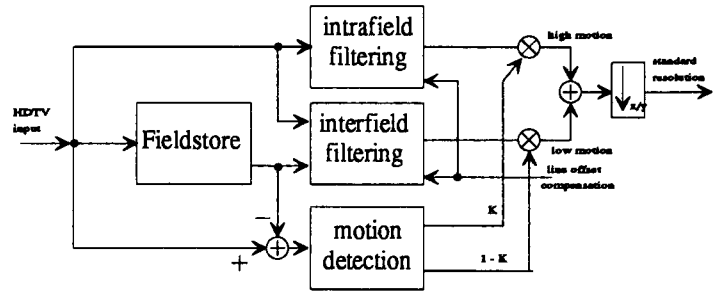 intrafield
filtering
high motion
standard
resolution
x/y
HDTV
input
Fieldstore
interfield
filtering
low motion
line offset
compensation
K
−
+
motion
detection
1 - K